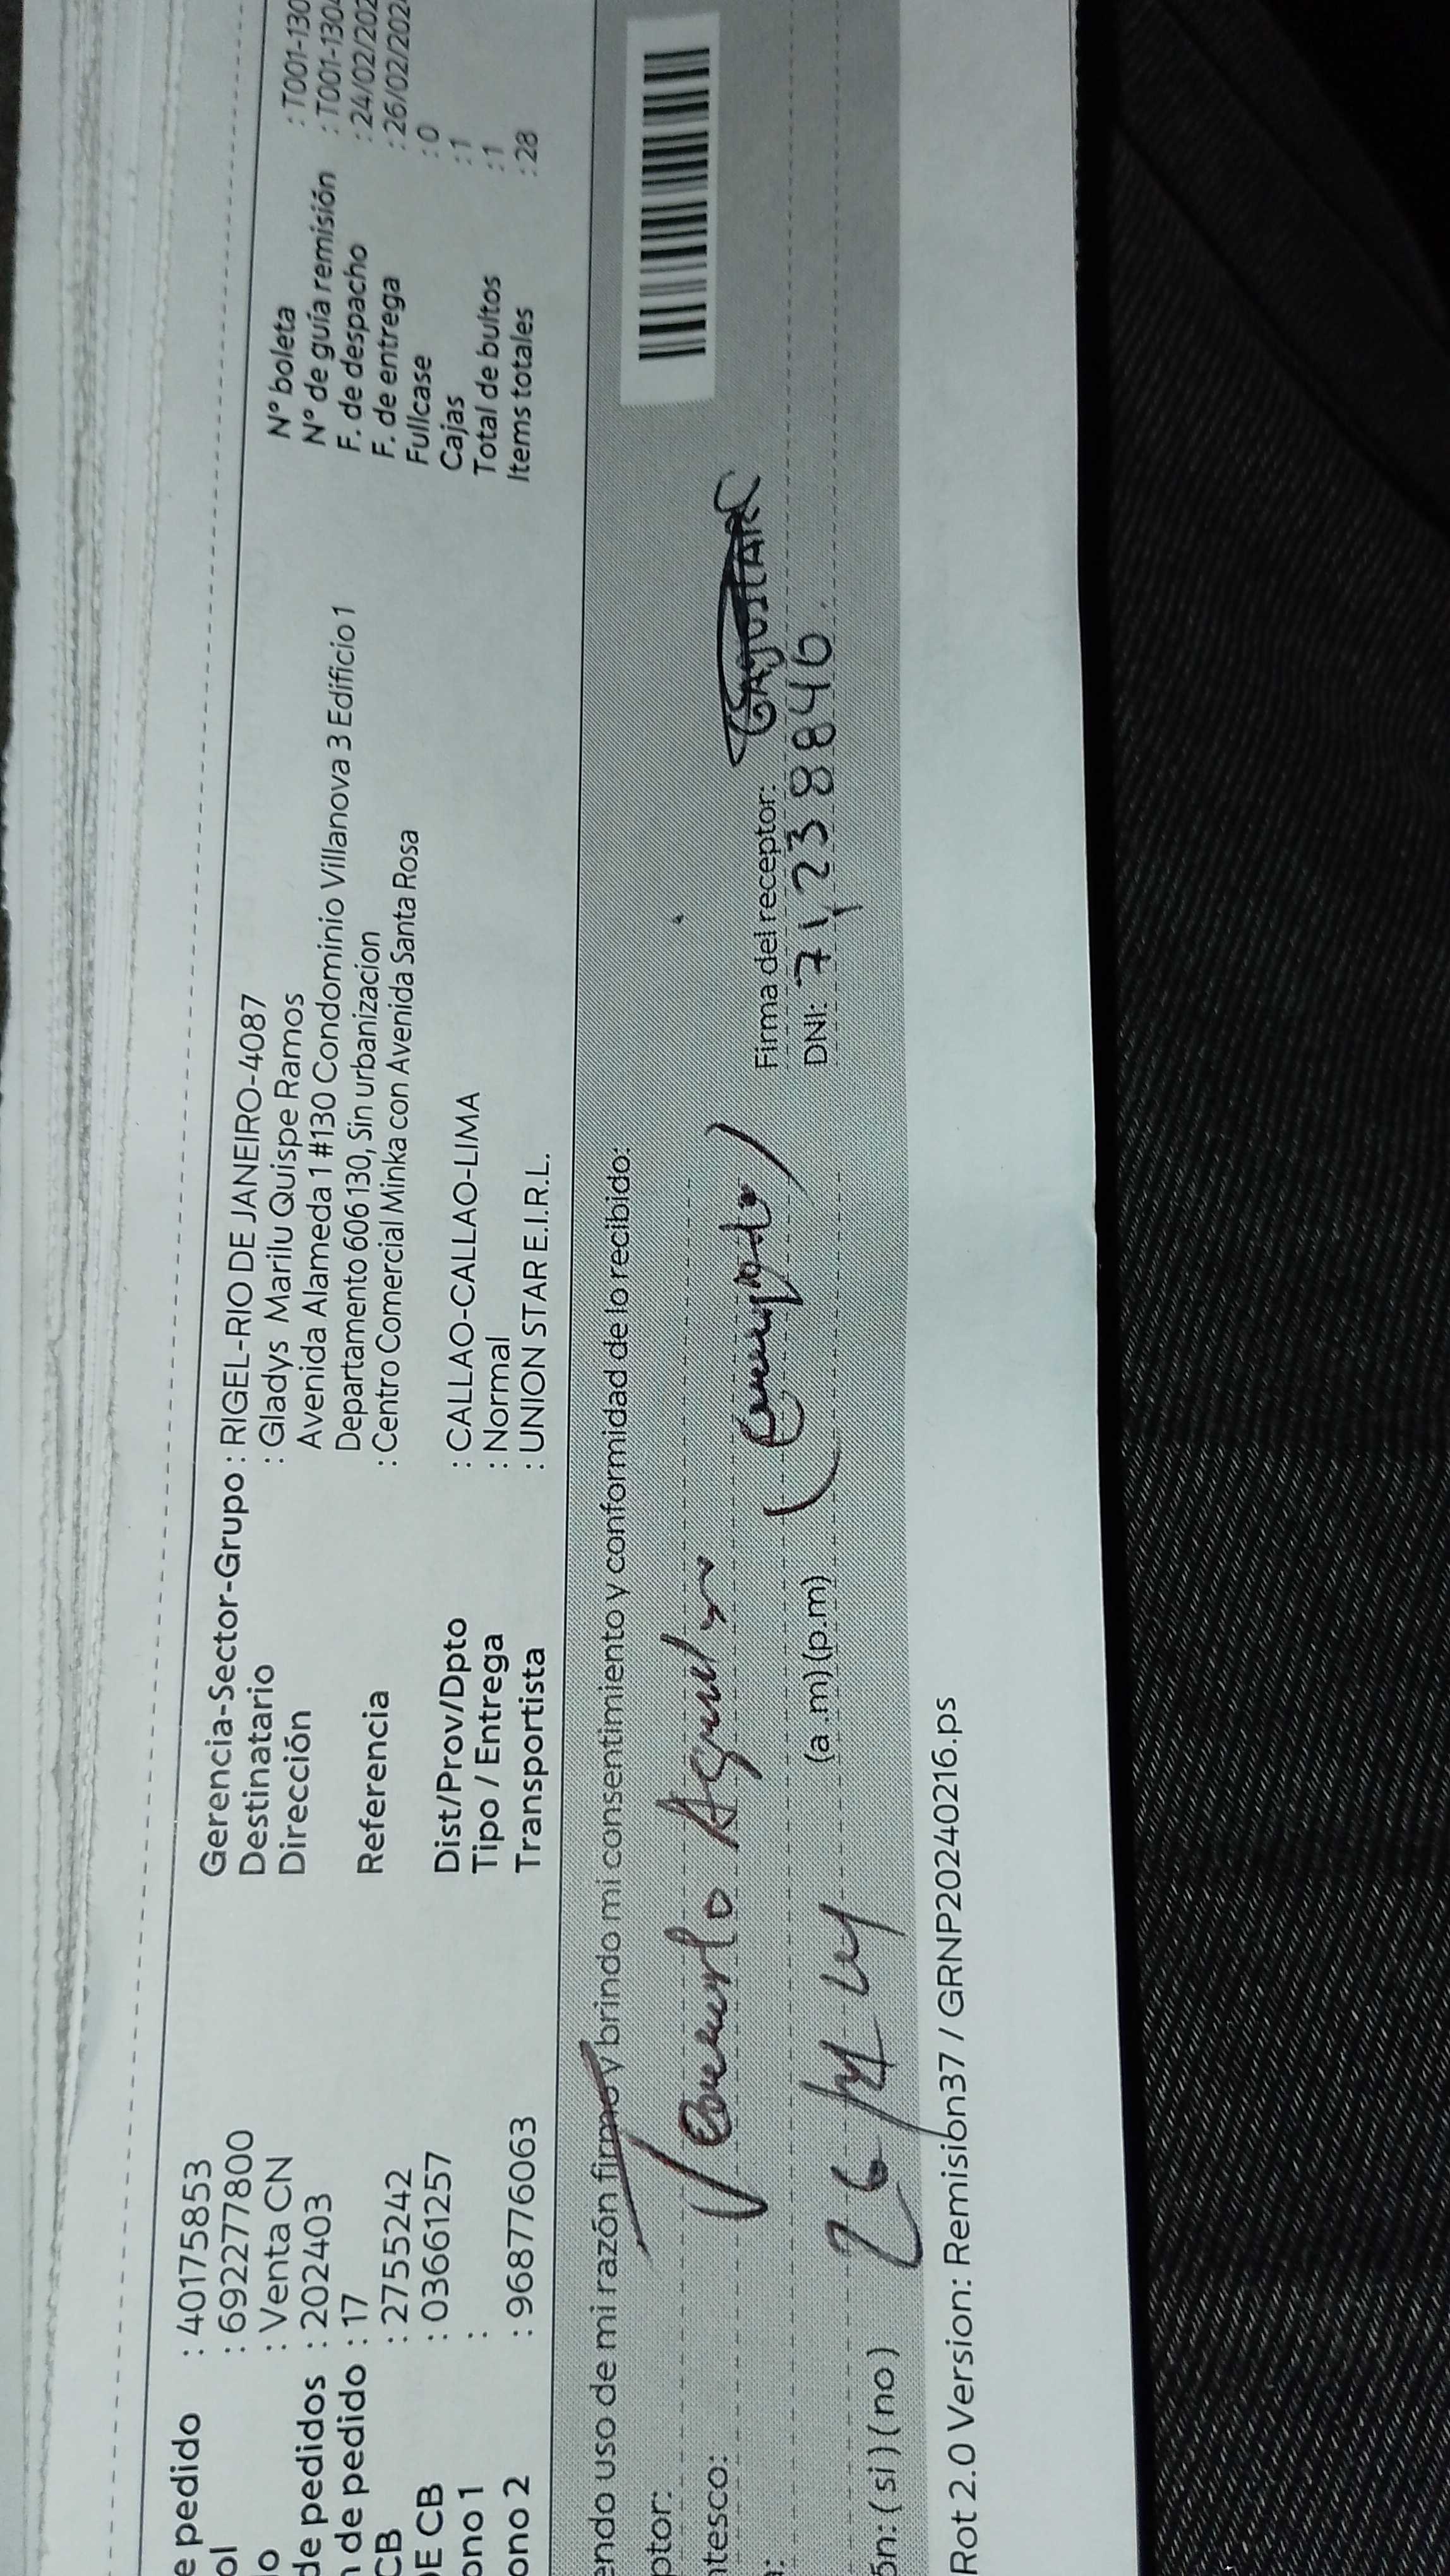 e pedido : 40175853
ol : 692277800
o : Venta CN
de pedidos : 202403
n de pedido : 17
CB : 2755242
DE CB : 03661257
ono 1 :
ono 2 : 968776063
Gerencia-Sector-Grupo : RIGEL-RIO DE JANEIRO-4087
Destinatario : Gladys Marilu Quispe Ramos
Dirección Avenida Alameda 1 #130 Condominio Villanova 3 Edificio 1
Departamento 606 130, Sin urbanizacion
Referencia : Centro Comercial Minka con Avenida Santa Rosa
Dist/Prov/Dpto : CALLAO-CALLAO-LIMA
Tipo / Entrega : Normal
Transportista : UNION STAR E.I.R.L.
N° boleta : T001-130
N° de guía remisión : T001-130
F. de despacho : 24/02/202
F. de entrega : 26/02/202
Fullcase : 0
Cajas : 1
Total de bultos : 1
Items totales : 28
endo uso de mi razón firmo y brindo mi consentimiento y conformidad de lo recibido:
ptor:
ntesco:
Firma del receptor:
DNI: 71238846
(a.m)(p.m)
ón: (si) (no)
Rot 2.0 Version: Remision37 / GRNP20240216.ps